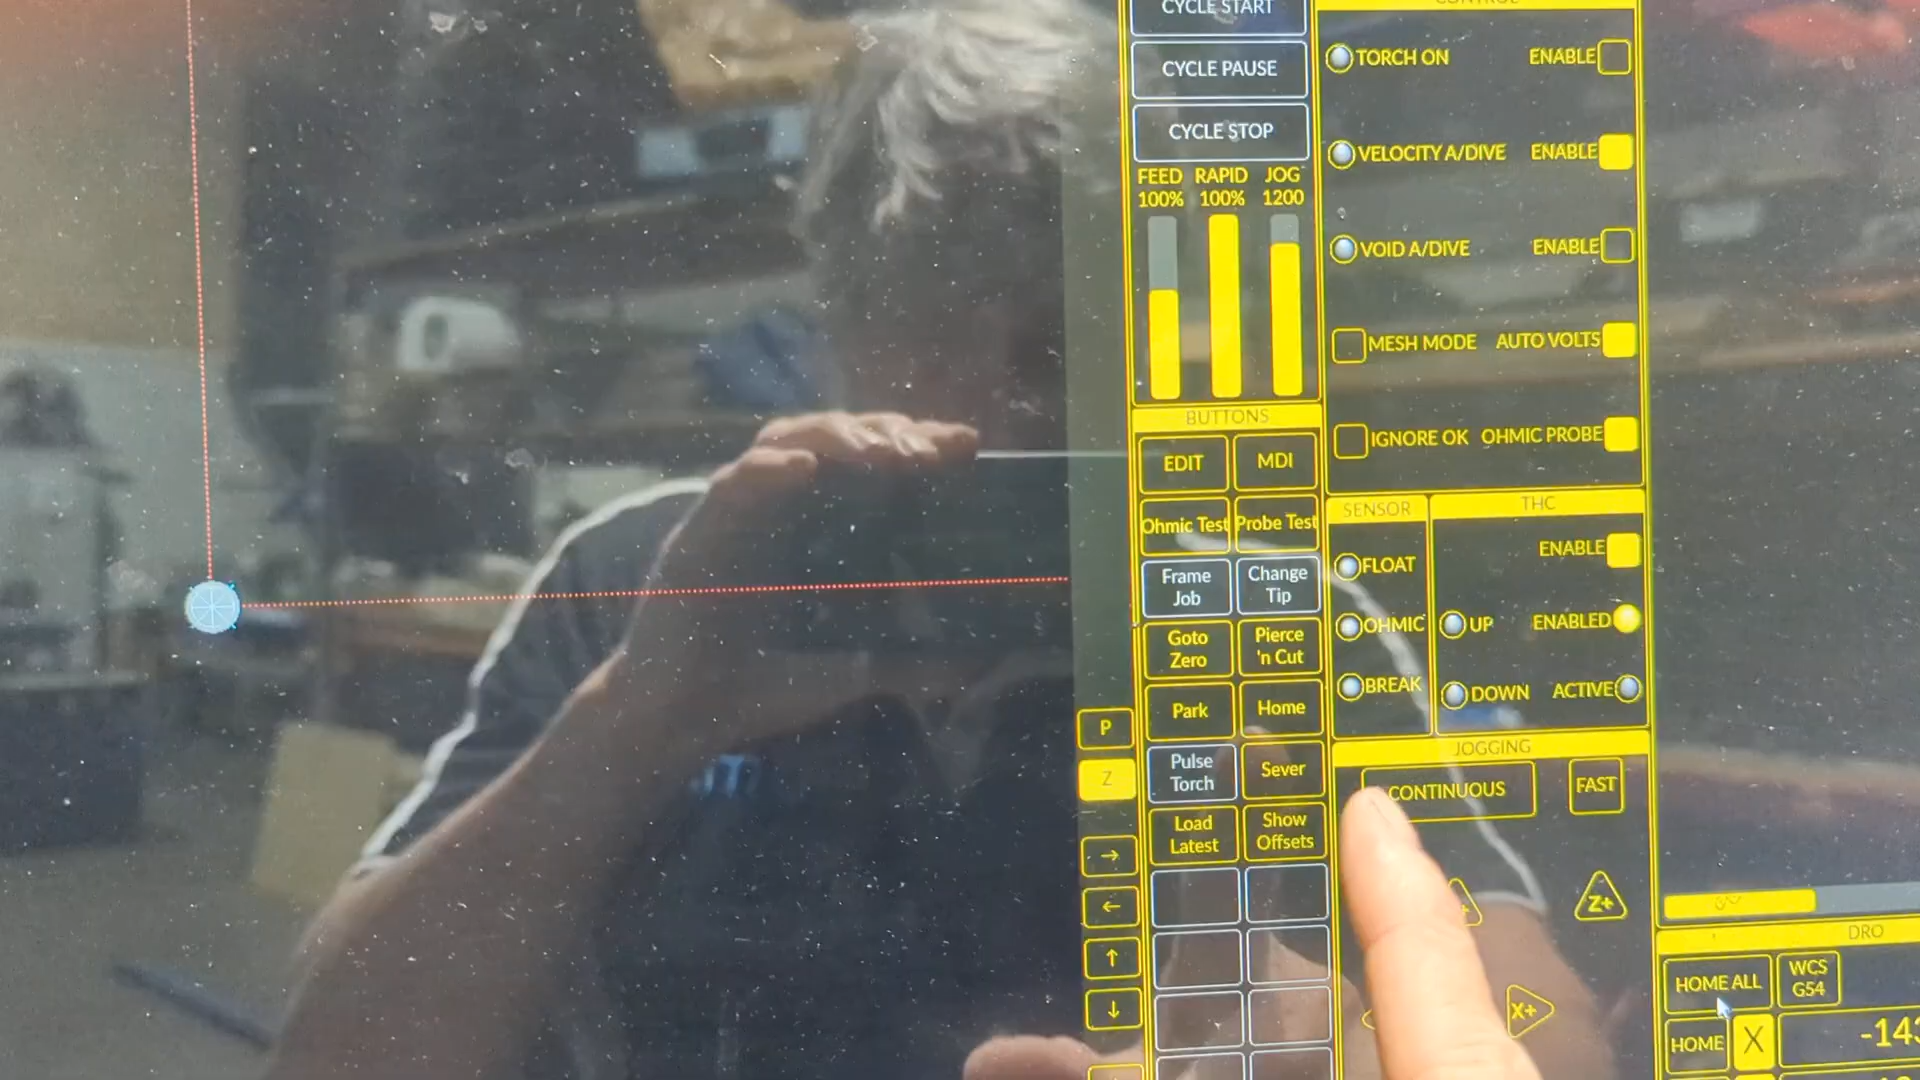 CYCLE START
CYCLE PAUSE
CYCLE STOP
FEED RAPID JOG
100% 100% 1200
CONTROL
TORCH ON ENABLE
VELOCITY A/DIVE ENABLE
VOID A/DIVE ENABLE
MESH MODE AUTO VOLTS
IGNORE OK OHMIC PROBE
BUTTONS
EDIT MDI
Ohmic Test Probe Test
Frame Job
Change Tip
Goto Zero
Pierce 'n Cut
Park Home
Pulse Torch
Sever
Load Latest
Show Offsets
P
Z
SENSOR
FLOAT
OHMIC
BREAK
THC
ENABLE
UP ENABLED
DOWN ACTIVE
JOGGING
CONTINUOUS FAST
Z+
X+
DRO
HOME ALL
WCS G54
HOME X